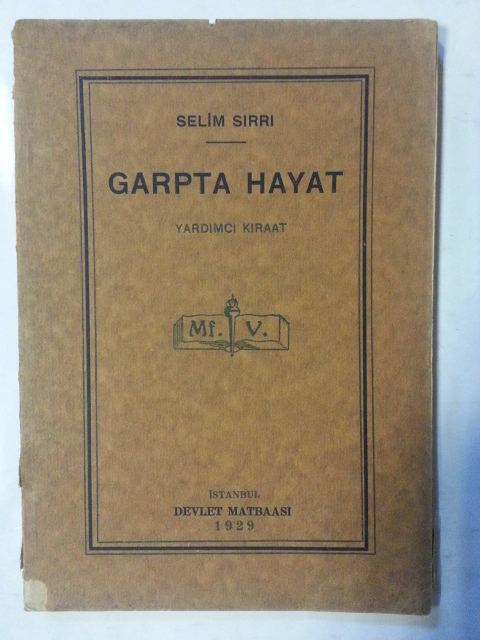 SELİM SIRRI
GARPTA HAYAT
YARDIMCI KIRAAT
Mf. V.
İSTANBUL
DEVLET MATBAASI
1929